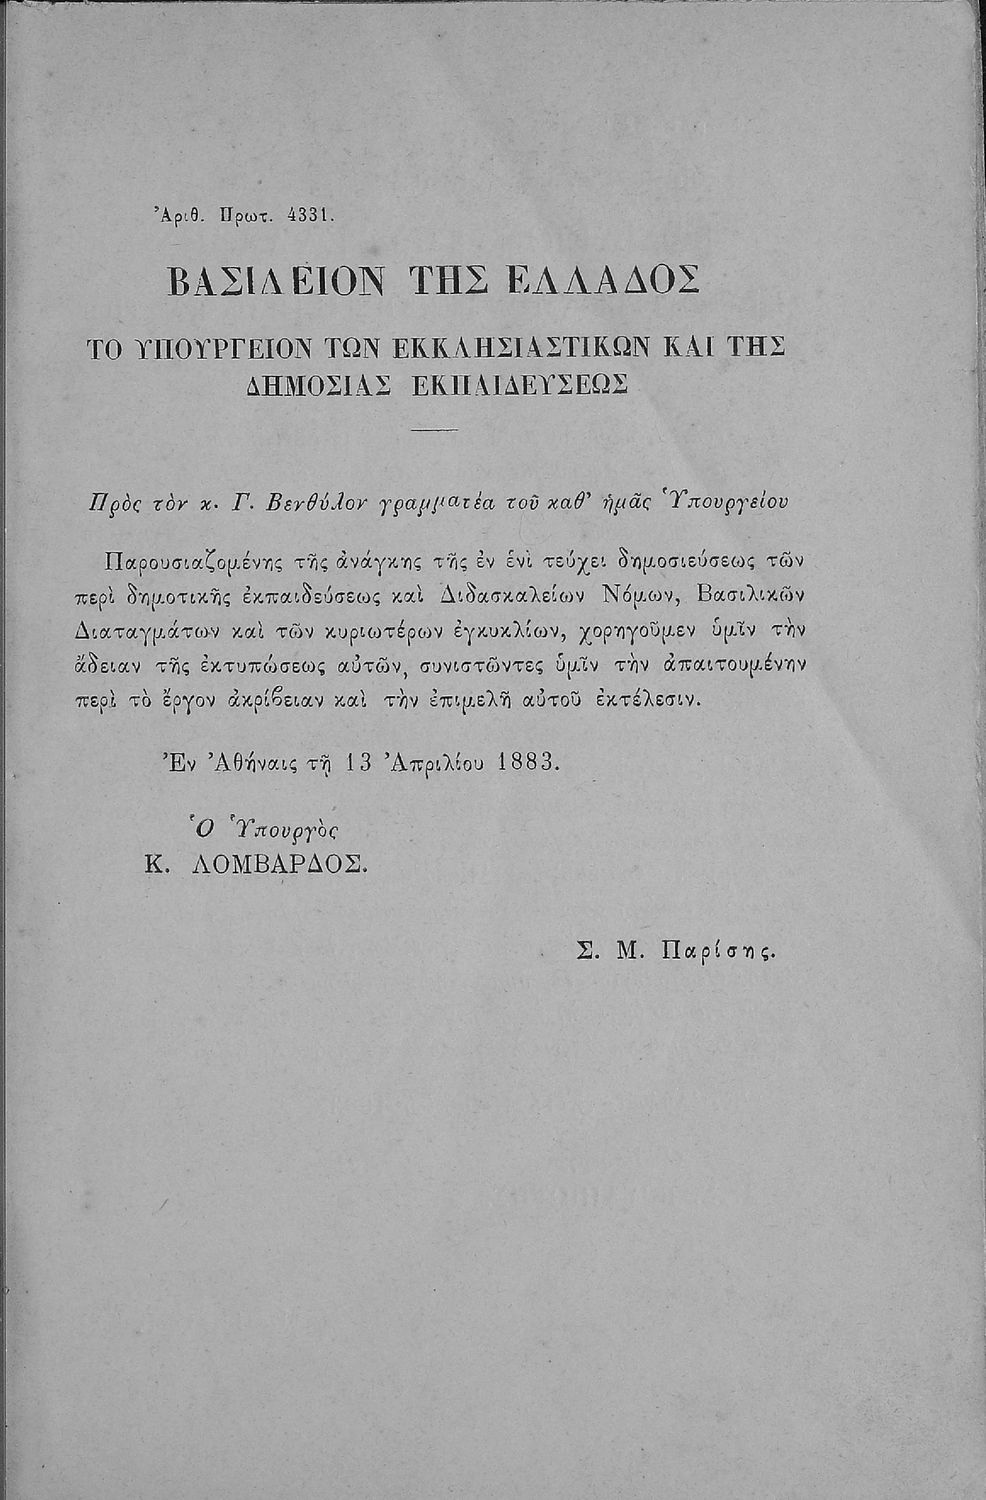 Ἀριθ. Πρωτ. 4331.
ΒΑΣΙΛΕΙΟΝ ΤΗΣ ΕΛΛΑΔΟΣ
ΤΟ ΥΠΟΥΡΓΕΙΟΝ ΤΩΝ ΕΚΚΛΗΣΙΑΣΤΙΚΩΝ ΚΑΙ ΤΗΣ
ΔΗΜΟΣΙΑΣ ΕΚΠΑΙΔΕΥΣΕΩΣ
Πρὸς τὸν κ. Γ. Βενθύλον γραμματέα τοῦ καθ’ ἡμᾶς Ὑπουργείου
Παρουσιαζομένης τῆς ἀνάγκης τῆς ἐν ἑνὶ τεύχει δημοσιεύσεως τῶν
περὶ δημοτικῆς ἐκπαιδεύσεως καὶ Διδασκαλείων Νόμων, Βασιλικῶν
Διαταγμάτων καὶ τῶν κυριωτέρων ἐγκυκλίων, χορηγοῦμεν ὑμῖν τὴν
ἄδειαν τῆς ἐκτυπώσεως αὐτῶν, συνιστῶντες ὑμῖν τὴν ἀπαιτουμένην
περὶ τὸ ἔργον ἀκρίβειαν καὶ τὴν ἐπιμελῆ αὐτοῦ ἐκτέλεσιν.
Ἐν Ἀθήναις τῇ 13 Ἀπριλίου 1883.
Ὁ Ὑπουργὸς
Κ. ΛΟΜΒΑΡΔΟΣ.
Σ. Μ. Παρίσης.